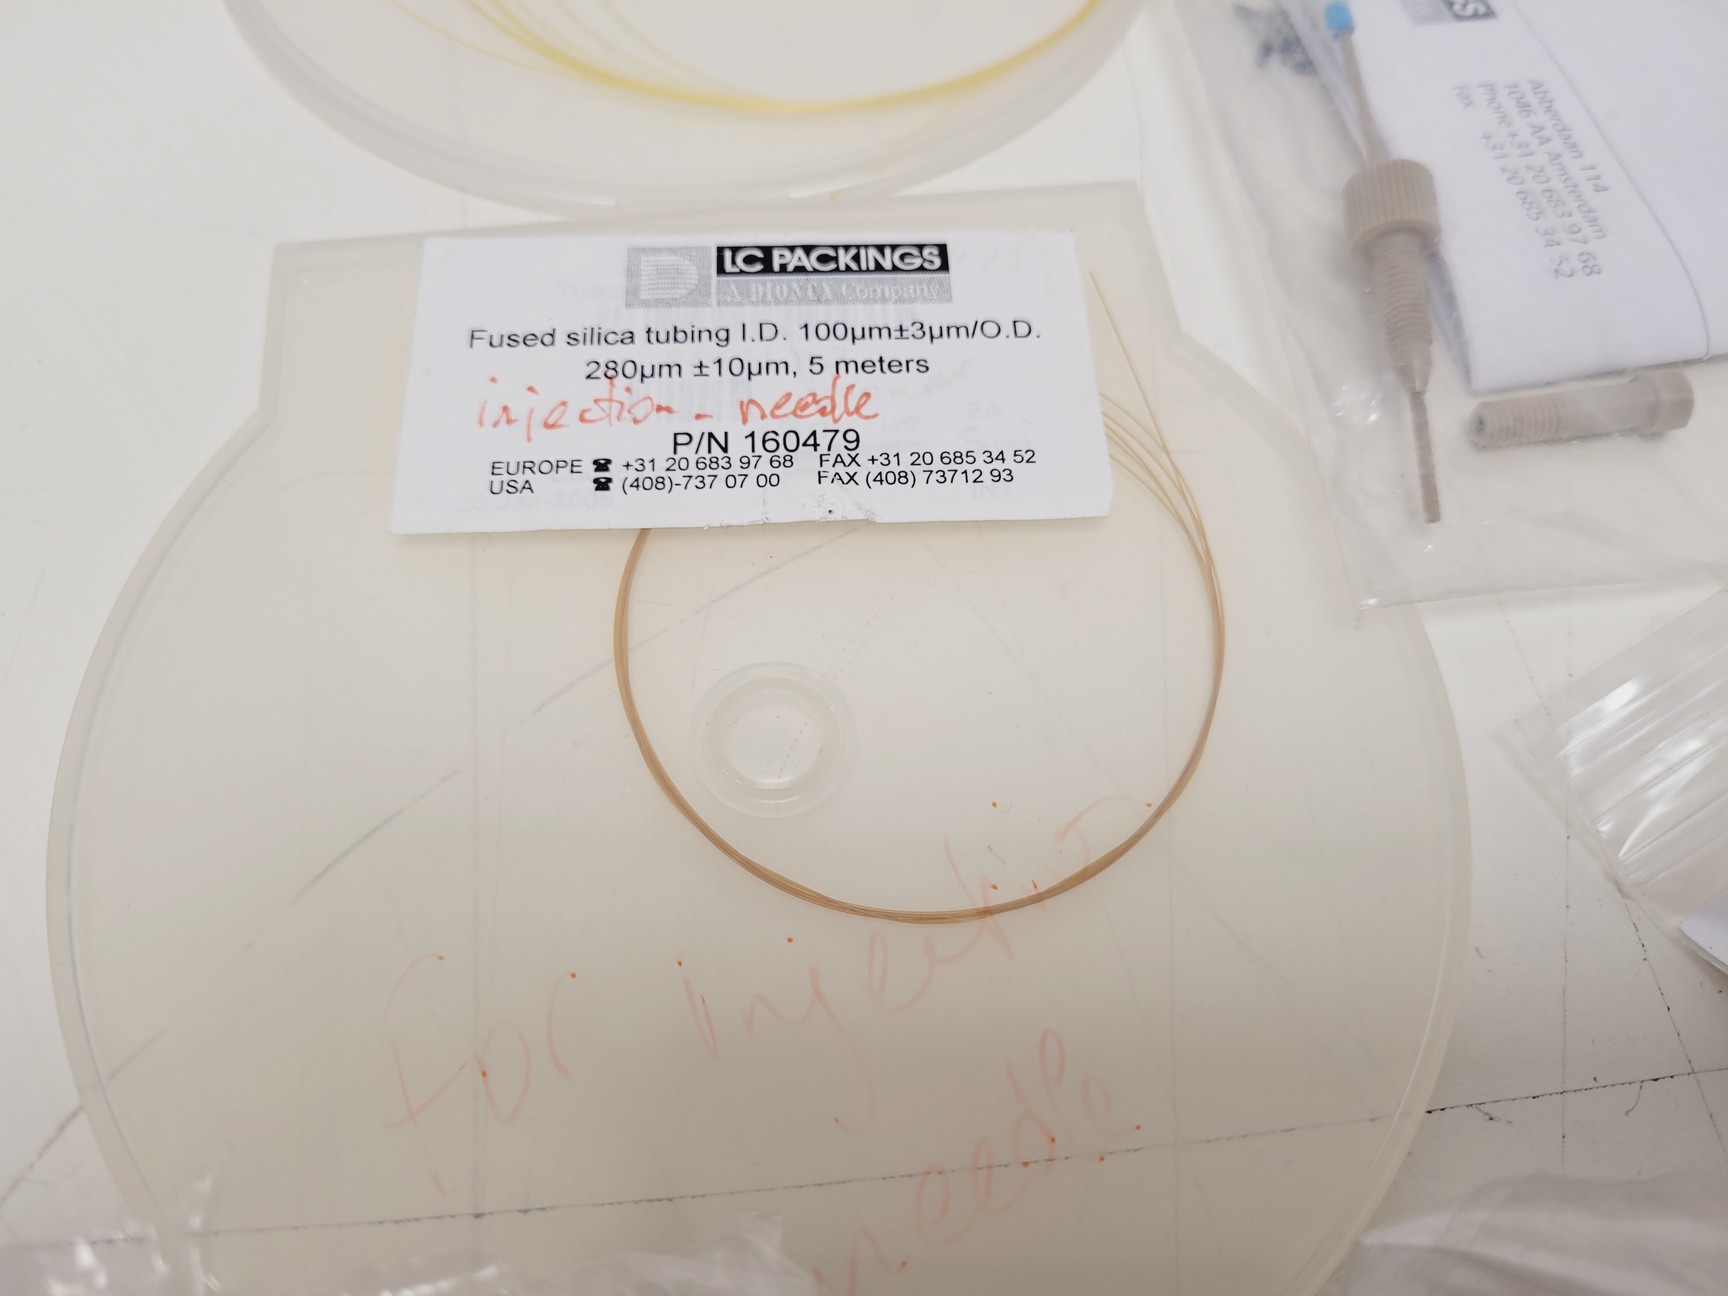 LC PACKINGS
A DIONEX Company
Fused silica tubing I.D. 100µm±3µm/O.D.
280µm ±10µm, 5 meters
injection - needle
P/N 160479
EUROPE ☎ +31 20 683 97 68 FAX +31 20 685 34 52
USA ☎ (408)-737 07 00 FAX (408) 73712 93
for injection
needle
Abberdaan 114
1046 AA Amsterdam
Phone +31 20 683 97 68
Fax +31 20 685 34 52